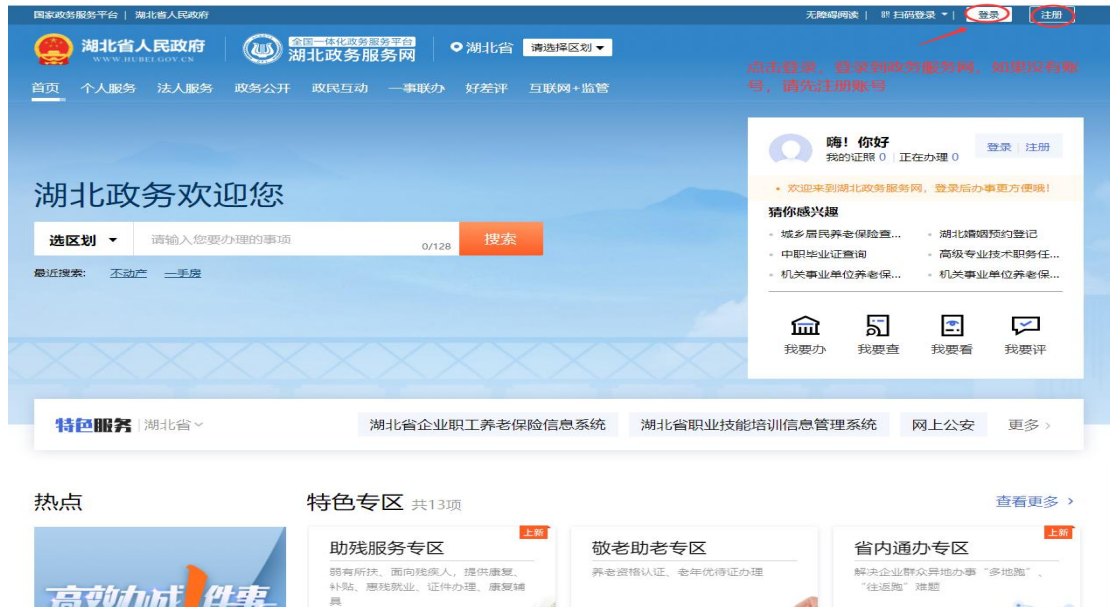 国家政务服务平台 | 湖北省人民政府
无障碍阅读 | 扫码登录 | 登录 注册
湖北省人民政府
WWW.HUBEI.GOV.CN
全国一体化政务服务平台
湖北政务服务网
湖北省 请选择区划
点击登录,登录到政务服务网,如果没有账
号,请先注册账号
首页 个人服务 法人服务 政务公开 政民互动 一事联办 好差评 互联网+监管
嗨!你好
我的证照 0 | 正在办理 0
登录 | 注册
湖北政务欢迎您
• 欢迎来到湖北政务服务网,登录后办事更方便哦!
选区划 请输入您要办理的事项 0/128 搜索
最近搜索: 不动产 一手房
猜你感兴趣
城乡居民养老保险查... 湖北婚姻预约登记
中职毕业证查询 高级专业技术职务任...
机关事业单位养老保... 机关事业单位养老保...
我要办 我要查 我要看 我要评
特色服务 湖北省 湖北省企业职工养老保险信息系统 湖北省职业技能培训信息管理系统 网上公安 更多 >
热点
高效办成1件事
特色专区 共13项 查看更多 >
上新
助残服务专区
弱有所扶、面向残疾人,提供康复、
补贴、惠残就业、证件办理、康复辅
具
敬老助老专区
养老资格认证、老年优待证办理
上新
省内通办专区
解决企业群众异地办事“多地跑”、
“往返跑”难题